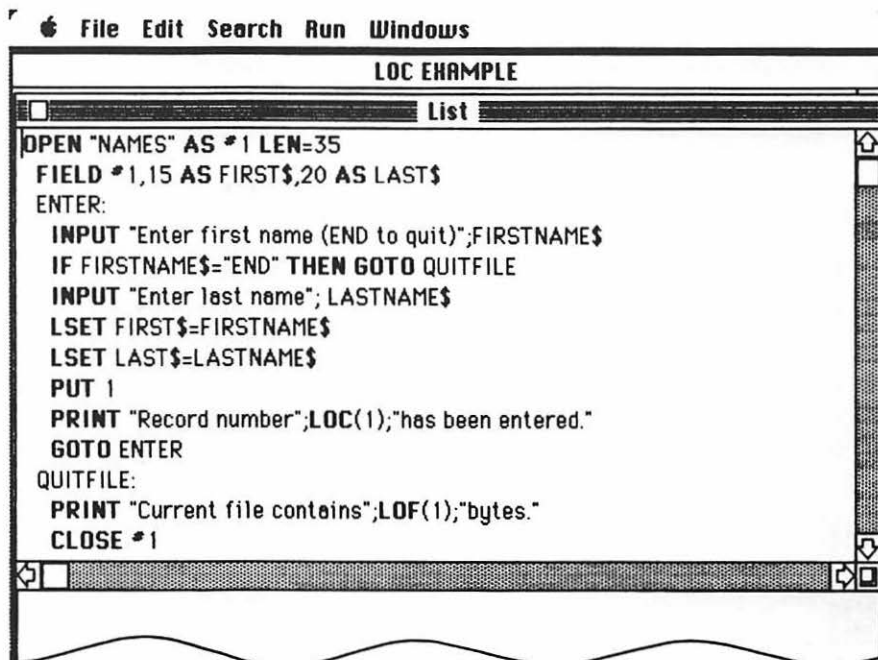 File Edit Search Run Windows
LOC EXAMPLE
List
OPEN "NAMES" AS #1 LEN=35
FIELD #1,15 AS FIRST$,20 AS LAST$
ENTER:
INPUT "Enter first name (END to quit)";FIRSTNAME$
IF FIRSTNAME$="END" THEN GOTO QUITFILE
INPUT "Enter last name"; LASTNAME$
LSET FIRST$=FIRSTNAME$
LSET LAST$=LASTNAME$
PUT 1
PRINT "Record number";LOC(1);"has been entered."
GOTO ENTER
QUITFILE:
PRINT "Current file contains";LOF(1);"bytes."
CLOSE #1